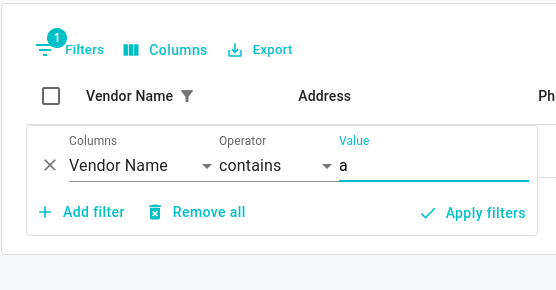 1
Filters Columns Export
Vendor Name Address Ph
Columns Operator Value
Vendor Name contains a
Add filter Remove all Apply filters